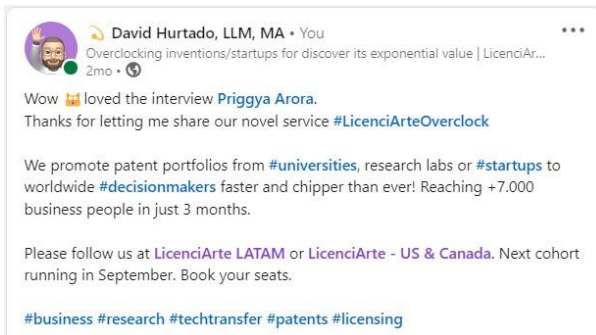 David Hurtado, LLM, MA • You
Overclocking inventions/startups for discover its exponential value | LicenciAr...
2mo •
Wow loved the interview Priggya Arora.
Thanks for letting me share our novel service #LicenciArteOverclock
We promote patent portfolios from #universities, research labs or #startups to
worldwide #decisionmakers faster and chipper than ever! Reaching +7.000
business people in just 3 months.
Please follow us at LicenciArte LATAM or LicenciArte - US & Canada. Next cohort
running in September. Book your seats.
#business #research #techtransfer #patents #licensing